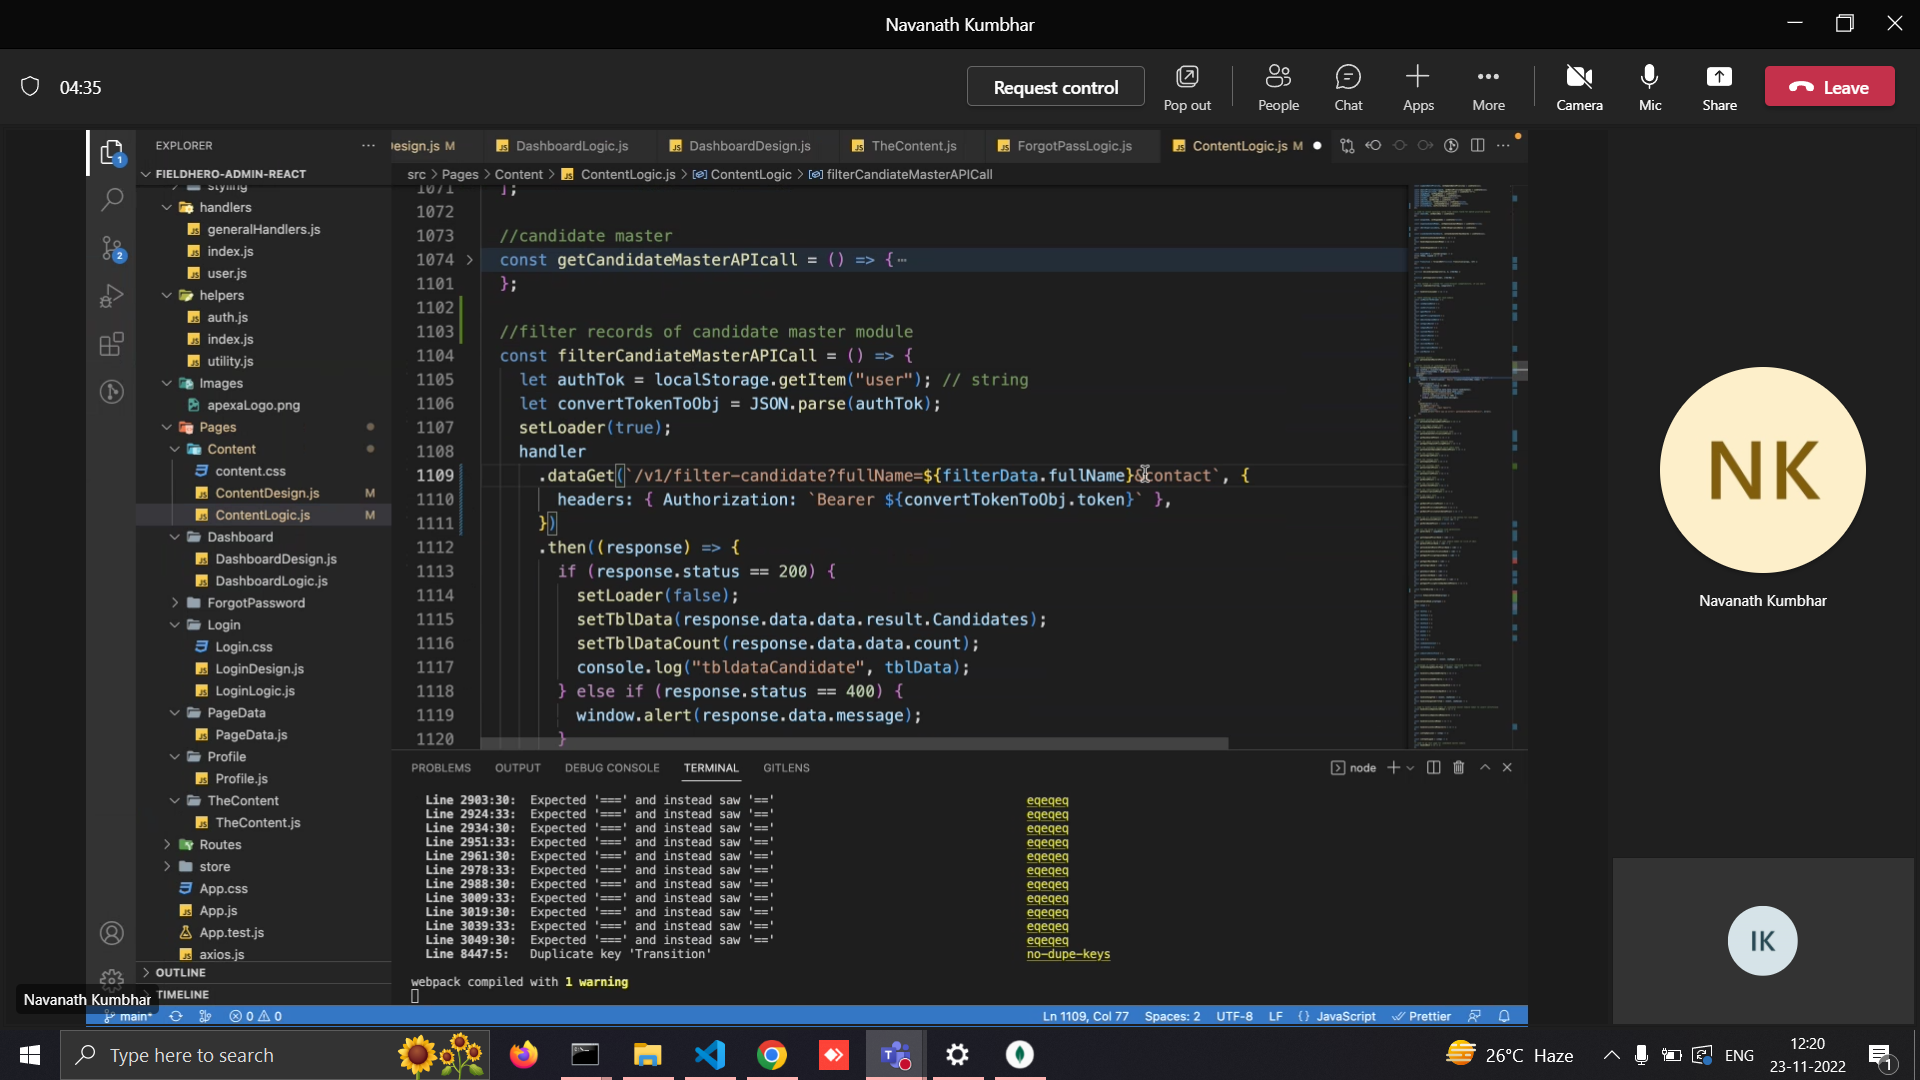 Navanath Kumbhar
04:35
Request control
Pop out
People
Chat
Apps
More
Camera
Mic
Share
Leave
EXPLORER
esign.js M
DashboardLogic.js
DashboardDesign.js
TheContent.js
ForgotPassLogic.js
ContentLogic.js M
FIELDHERO-ADMIN-REACT
src > Pages > Content > ContentLogic.js > ContentLogic > filterCandiateMasterAPICall
styling
handlers
generalHandlers.js
index.js
user.js
helpers
auth.js
index.js
utility.js
Images
apexaLogo.png
Pages
Content
content.css
ContentDesign.js M
ContentLogic.js M
Dashboard
DashboardDesign.js
DashboardLogic.js
ForgotPassword
Login
Login.css
LoginDesign.js
LoginLogic.js
PageData
PageData.js
Profile
Profile.js
TheContent
TheContent.js
Routes
store
App.css
App.js
App.test.js
axios.js
OUTLINE
TIMELINE
1071 ];
1072
1073 //candidate master
1074 const getCandidateMasterAPIcall = () => {⋯
1101 };
1102
1103 //filter records of candidate master module
1104 const filterCandiateMasterAPICall = () => {
1105 let authTok = localStorage.getItem("user"); // string
1106 let convertTokenToObj = JSON.parse(authTok);
1107 setLoader(true);
1108 handler
1109 .dataGet(`/v1/filter-candidate?fullName=${filterData.fullName}&contact`, {
1110 headers: { Authorization: `Bearer ${convertTokenToObj.token}` },
1111 })
1112 .then((response) => {
1113 if (response.status == 200) {
1114 setLoader(false);
1115 setTblData(response.data.data.result.Candidates);
1116 setTblDataCount(response.data.data.count);
1117 console.log("tbldataCandidate", tblData);
1118 } else if (response.status == 400) {
1119 window.alert(response.data.message);
1120 }
PROBLEMS OUTPUT DEBUG CONSOLE TERMINAL GITLENS
node
Line 2903:30: Expected '===' and instead saw '==' eqeqeq
Line 2924:33: Expected '===' and instead saw '==' eqeqeq
Line 2934:30: Expected '===' and instead saw '==' eqeqeq
Line 2951:33: Expected '===' and instead saw '==' eqeqeq
Line 2961:30: Expected '===' and instead saw '==' eqeqeq
Line 2978:33: Expected '===' and instead saw '==' eqeqeq
Line 2988:30: Expected '===' and instead saw '==' eqeqeq
Line 3009:33: Expected '===' and instead saw '==' eqeqeq
Line 3019:30: Expected '===' and instead saw '==' eqeqeq
Line 3039:33: Expected '===' and instead saw '==' eqeqeq
Line 3049:30: Expected '===' and instead saw '==' eqeqeq
Line 8447:5: Duplicate key 'Transition' no-dupe-keys
webpack compiled with 1 warning
NK
Navanath Kumbhar
IK
Navanath Kumbhar
main*
0 0
Ln 1109, Col 77 Spaces: 2 UTF-8 LF {} JavaScript Prettier
Type here to search
26°C Haze
ENG
12:20
23-11-2022
1